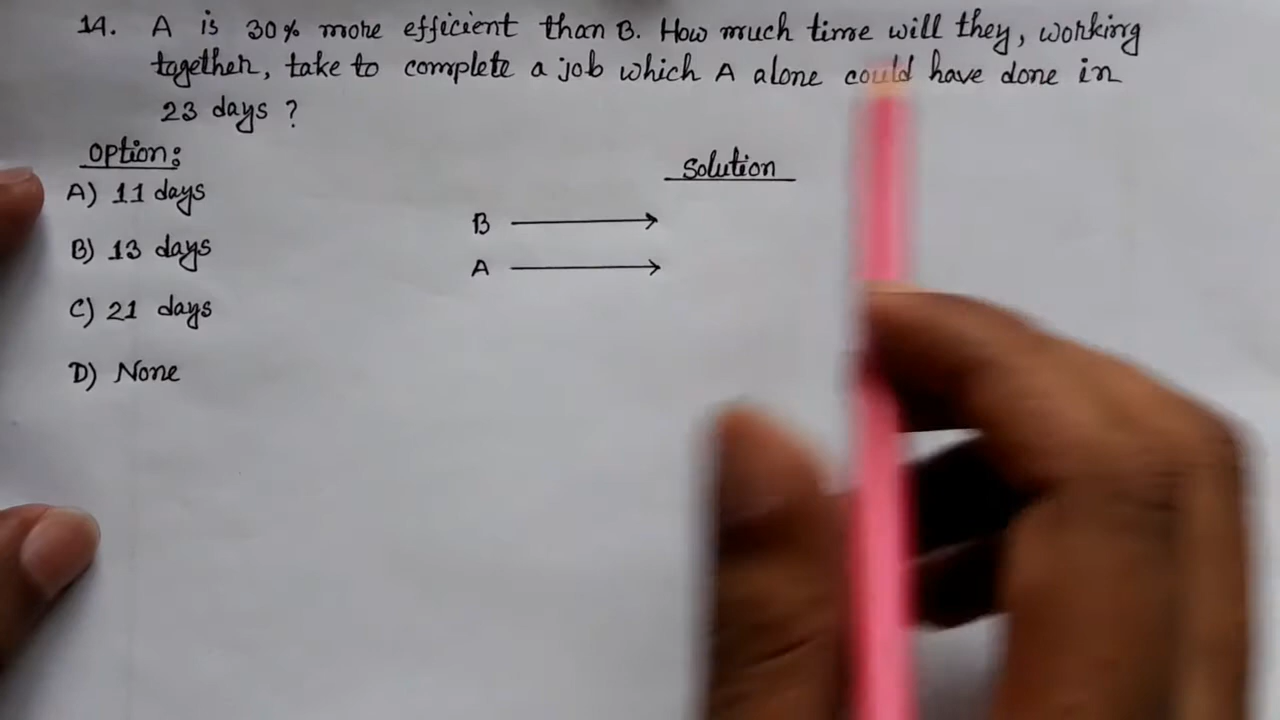 14. A is 30% more efficient than B. How much time will they, working
together, take to complete a job which A alone could have done in
23 days ?
Option:
A) 11 days
B) 13 days
C) 21 days
D) None
Solution
B ⟶
A ⟶